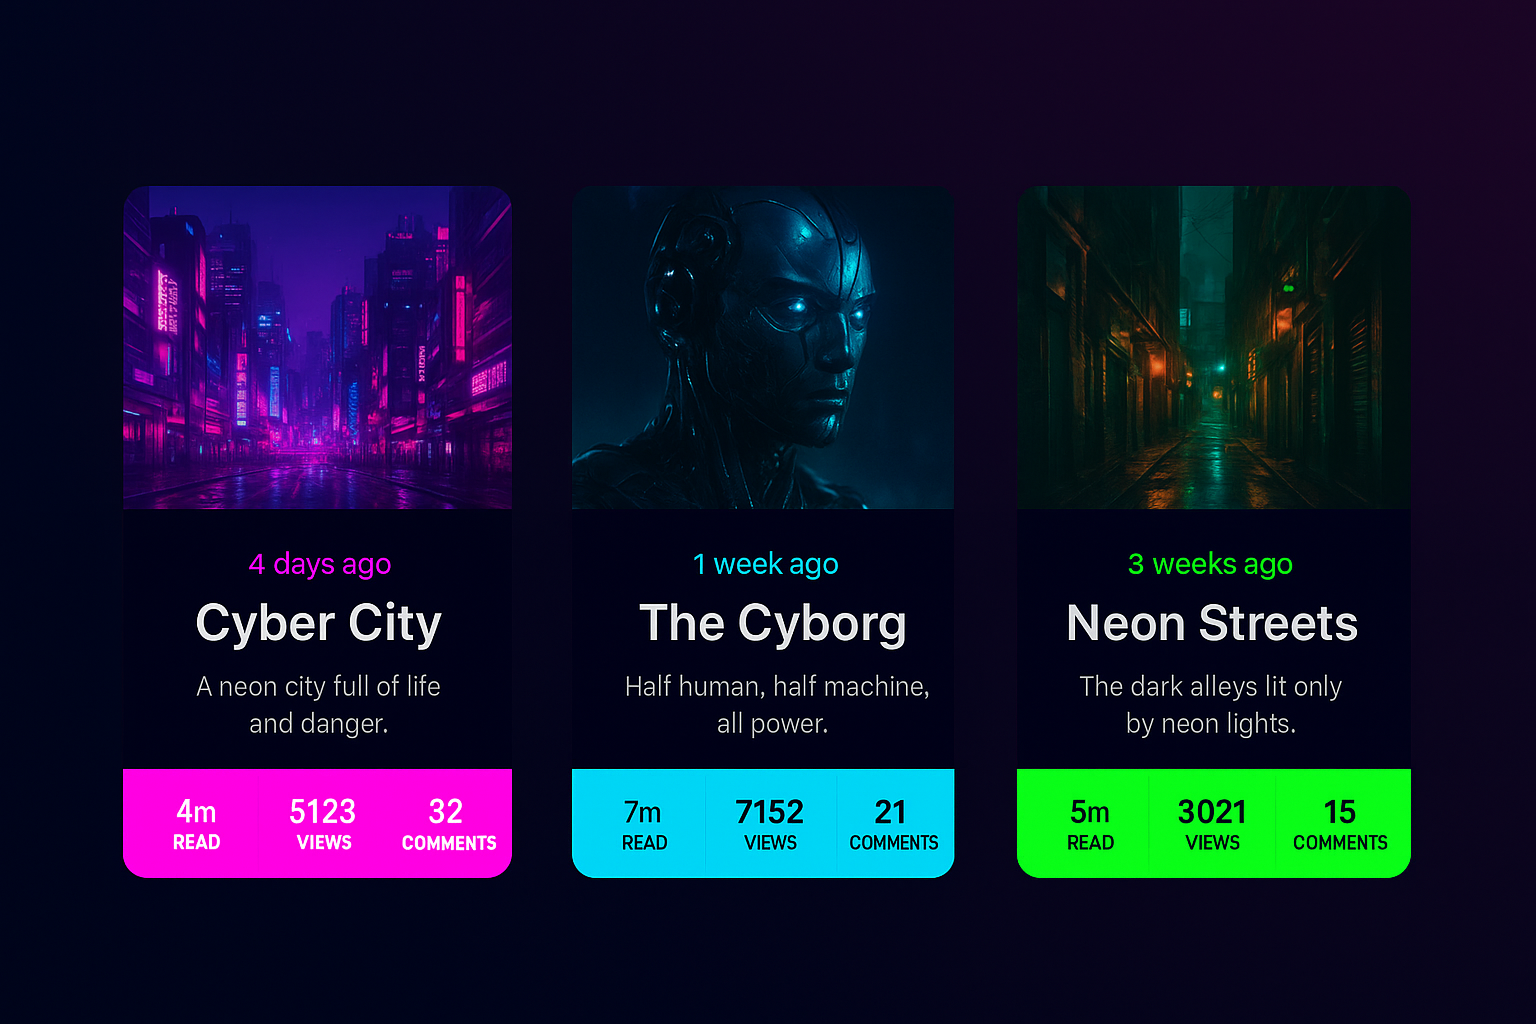 4 days ago
Cyber City
A neon city full of life
and danger.
4m
READ
5123
VIEWS
32
COMMENTS
1 week ago
The Cyborg
Half human, half machine,
all power.
7m
READ
7152
VIEWS
21
COMMENTS
3 weeks ago
Neon Streets
The dark alleys lit only
by neon lights.
5m
READ
3021
VIEWS
15
COMMENTS